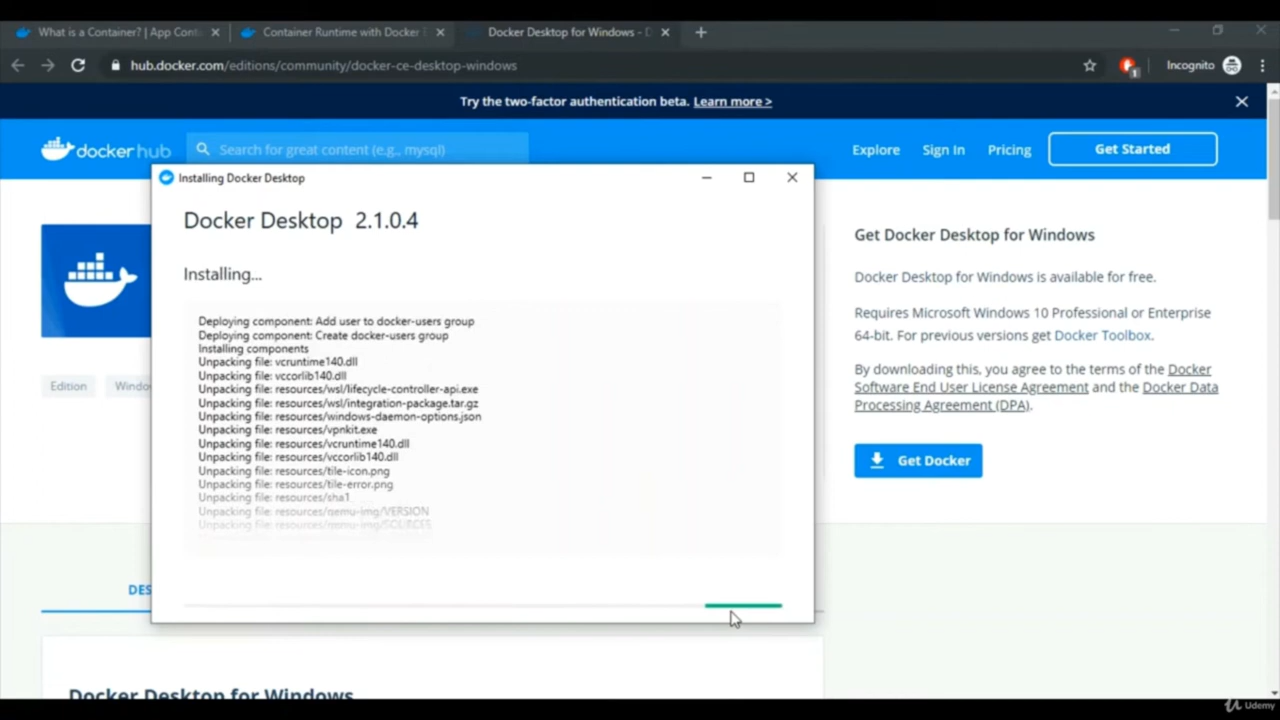 What is a Container? | App Cont
Container Runtime with Docker
Docker Desktop for Windows - D
hub.docker.com/editions/community/docker-ce-desktop-windows
1
Incognito
Try the two-factor authentication beta. Learn more >
docker hub
Search for great content (e.g., mysql)
Explore
Sign In
Pricing
Get Started
Installing Docker Desktop
Docker Desktop 2.1.0.4
Installing...
Deploying component: Add user to docker-users group
Deploying component: Create docker-users group
Installing components
Unpacking file: vcruntime140.dll
Unpacking file: vccorlib140.dll
Unpacking file: resources/wsl/lifecycle-controller-api.exe
Unpacking file: resources/wsl/integration-package.tar.gz
Unpacking file: resources/windows-daemon-options.json
Unpacking file: resources/vpnkit.exe
Unpacking file: resources/vcruntime140.dll
Unpacking file: resources/vccorlib140.dll
Unpacking file: resources/tile-icon.png
Unpacking file: resources/tile-error.png
Unpacking file: resources/sha1
Unpacking file: resources/qemu-img/VERSION
Unpacking file: resources/qemu-img/SOURCES
Get Docker Desktop for Windows
Docker Desktop for Windows is available for free.
Requires Microsoft Windows 10 Professional or Enterprise
64-bit. For previous versions get Docker Toolbox.
By downloading this, you agree to the terms of the Docker
Software End User License Agreement and the Docker Data
Processing Agreement (DPA).
Get Docker
Edition
Windo
DES
Docker Desktop for Windows
Udemy